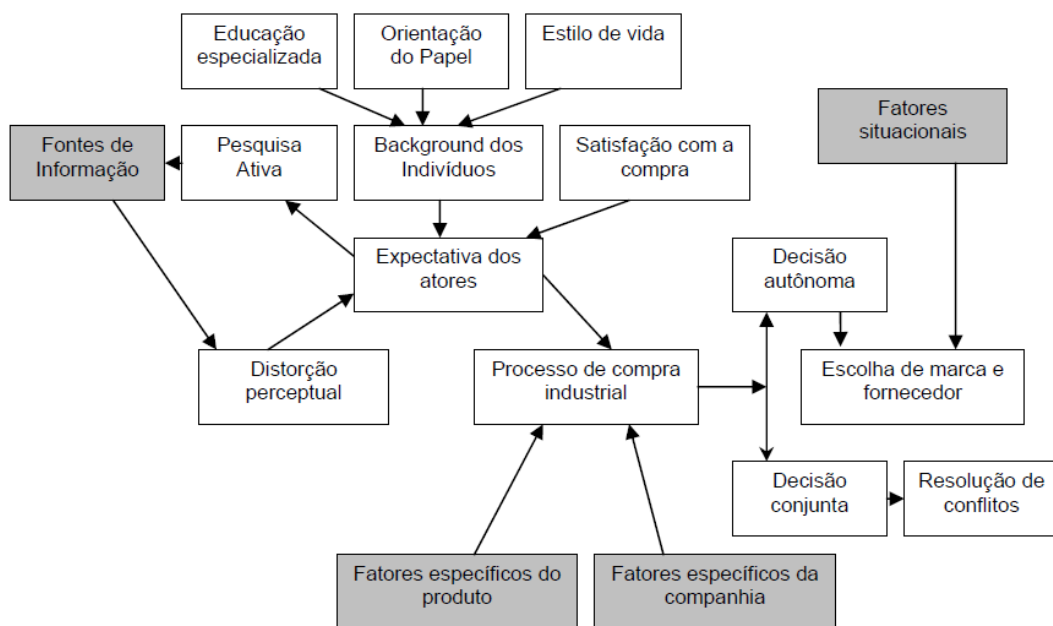 Educação
especializada
Orientação
do Papel
Estilo de vida
Fatores
situacionais
Fontes de
Informação
Pesquisa
Ativa
Background dos
Indivíduos
Satisfação com a
compra
Expectativa dos
atores
Decisão
autônoma
Distorção
perceptual
Processo de compra
industrial
Escolha de marca e
fornecedor
Decisão
conjunta
Resolução de
conflitos
Fatores específicos do
produto
Fatores específicos da
companhia